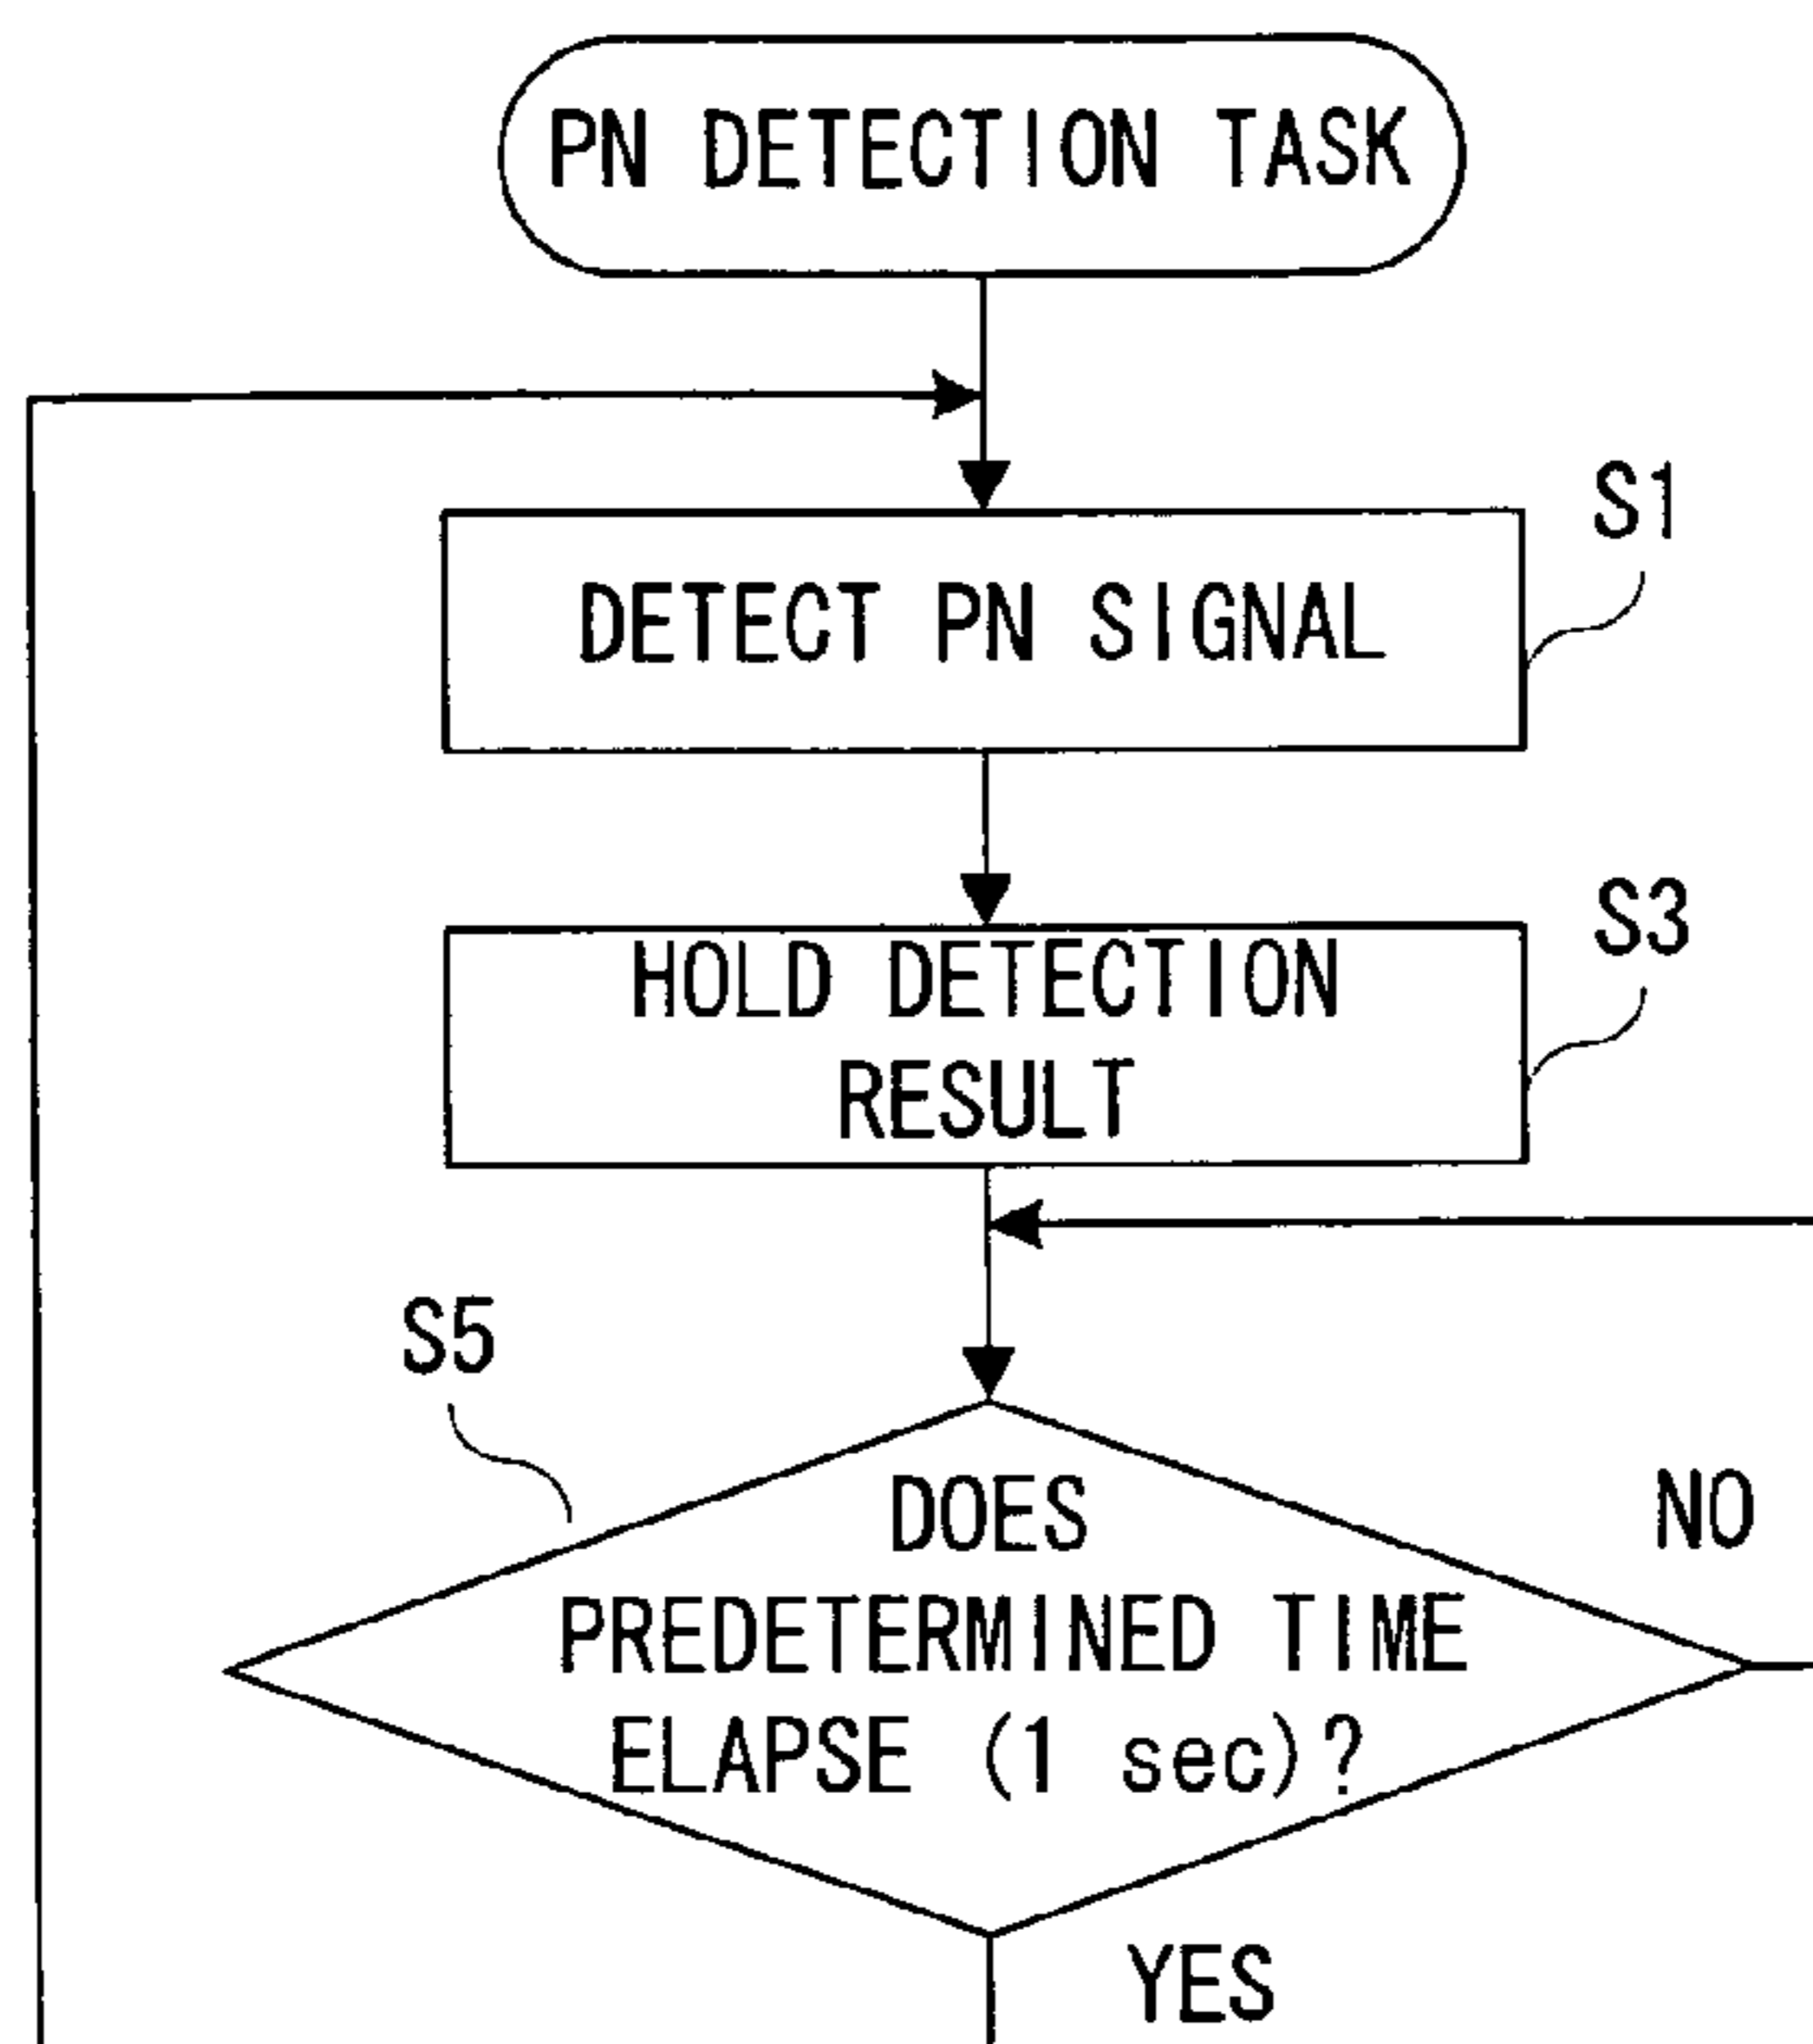 PN DETECTION TASK
S1
DETECT PN SIGNAL
S3
HOLD DETECTION
RESULT
S5
DOES
NO
PREDETERMINED TIME
ELAPSE (1 sec)?
YES